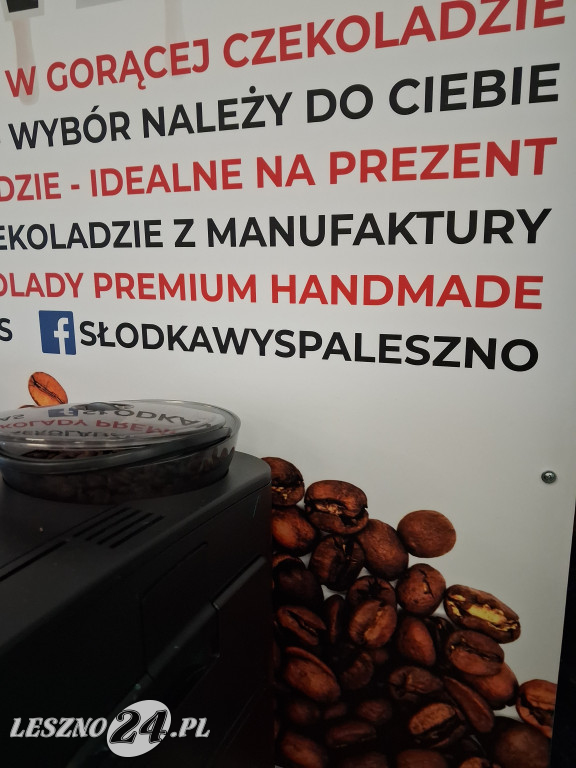 W GORĄCEJ CZEKOLADZIE
WYBÓR NALEŻY DO CIEBIE
DZIE - IDEALNE NA PREZENT
EKOLADZIE Z MANUFAKTURY
OLADY PREMIUM HANDMADE
S f SŁODKAWYSPALESZNO
LESZNO24.PL